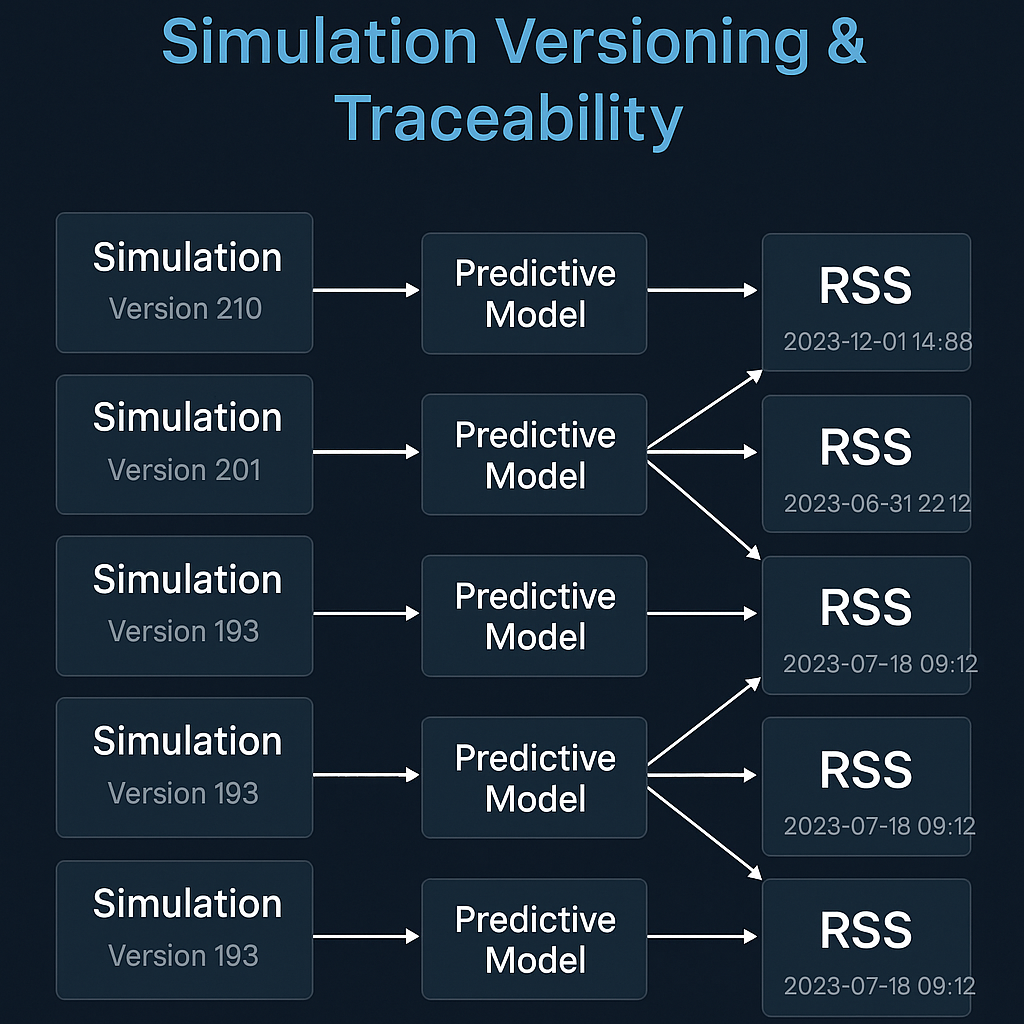 Simulation Versioning &
Traceability
Simulation
Version 210
Predictive
Model
RSS
2023-12-01 14:88
Simulation
Version 201
Predictive
Model
RSS
2023-06-31 22 12
Simulation
Version 193
Predictive
Model
RSS
2023-07-18 09:12
Simulation
Version 193
Predictive
Model
RSS
2023-07-18 09:12
Simulation
Version 193
Predictive
Model
RSS
2023-07-18 09:12